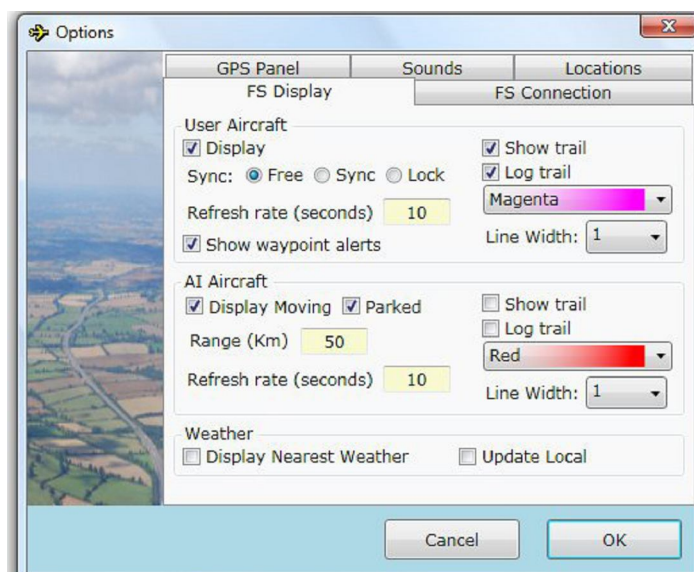 Options
GPS Panel Sounds Locations
FS Display FS Connection
User Aircraft
Display
Show trail
Sync: Free Sync Lock
Log trail
Magenta
Refresh rate (seconds) 10
Line Width: 1
Show waypoint alerts
AI Aircraft
Display Moving Parked
Show trail
Log trail
Range (Km) 50
Red
Refresh rate (seconds) 10
Line Width: 1
Weather
Display Nearest Weather Update Local
Cancel OK